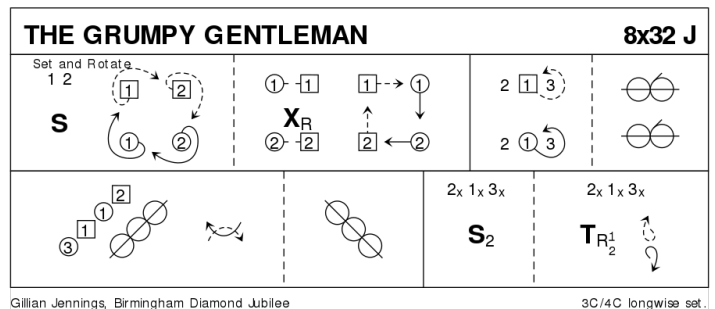 THE GRUMPY GENTLEMAN 8x32 J
Set and Rotate
1 2
S
1 2
1 2
1 1
XR
2 2
1 1
2 2
2 1 3
2 1 3
2
1
1
3
2x 1x 3x
S2
2x 1x 3x
TR 1 2
Gillian Jennings, Birmingham Diamond Jubilee 3C/4C longwise set.